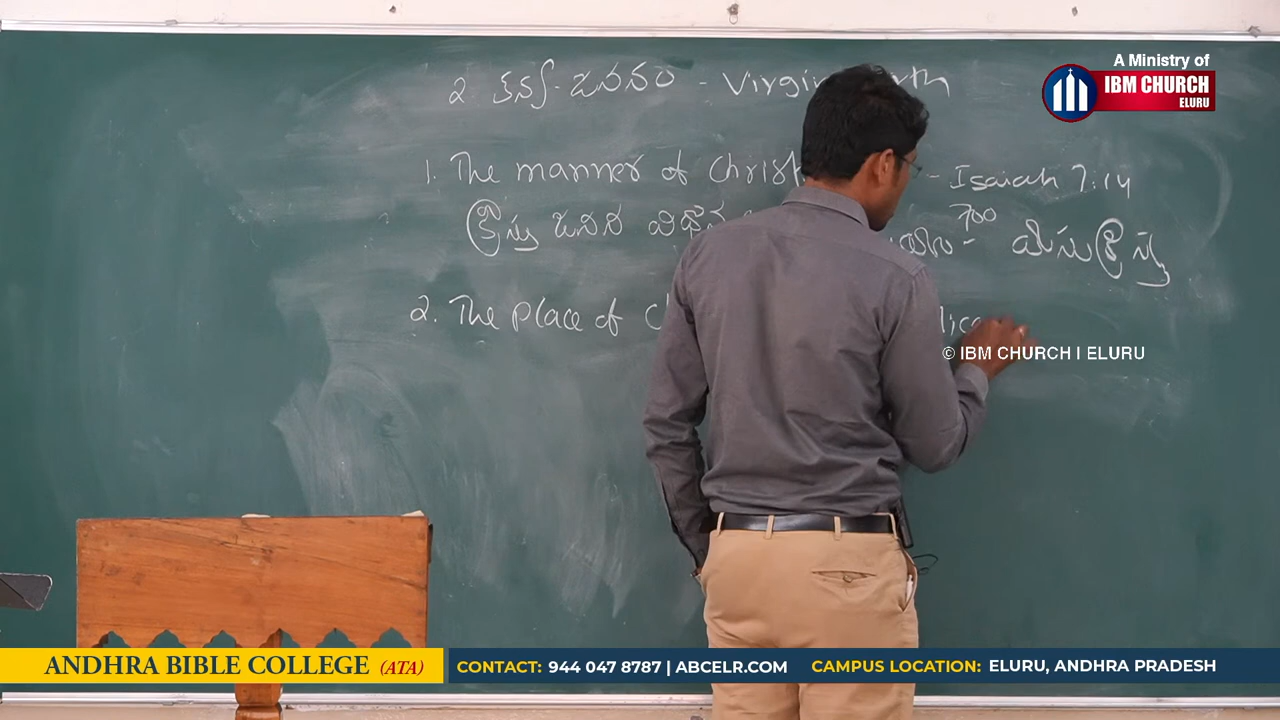 A Ministry of
IBM CHURCH
ELURU
2. కన్య-జననం - Virgin
1. The manner of Christ - Isaiah 7:14
క్రీస్తు జనన - 700 యేసుక్రీస్తు
2. The place of
© IBM CHURCH I ELURU
ANDHRA BIBLE COLLEGE (ATA)
CONTACT: 944 047 8787 | ABCELR.COM CAMPUS LOCATION: ELURU, ANDHRA PRADESH